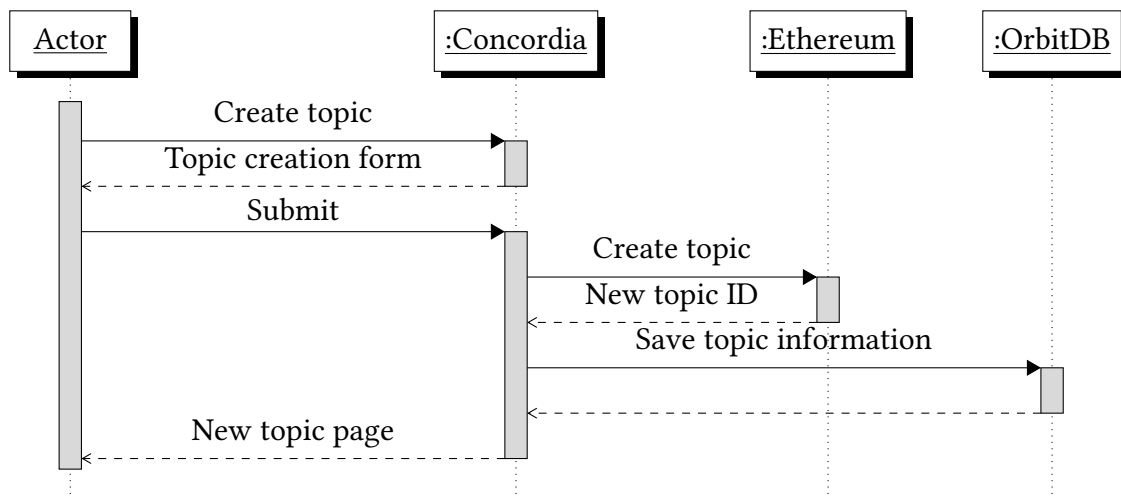 Actor
:Concordia
:Ethereum
:OrbitDB
Create topic
Topic creation form
Submit
Create topic
New topic ID
Save topic information
New topic page